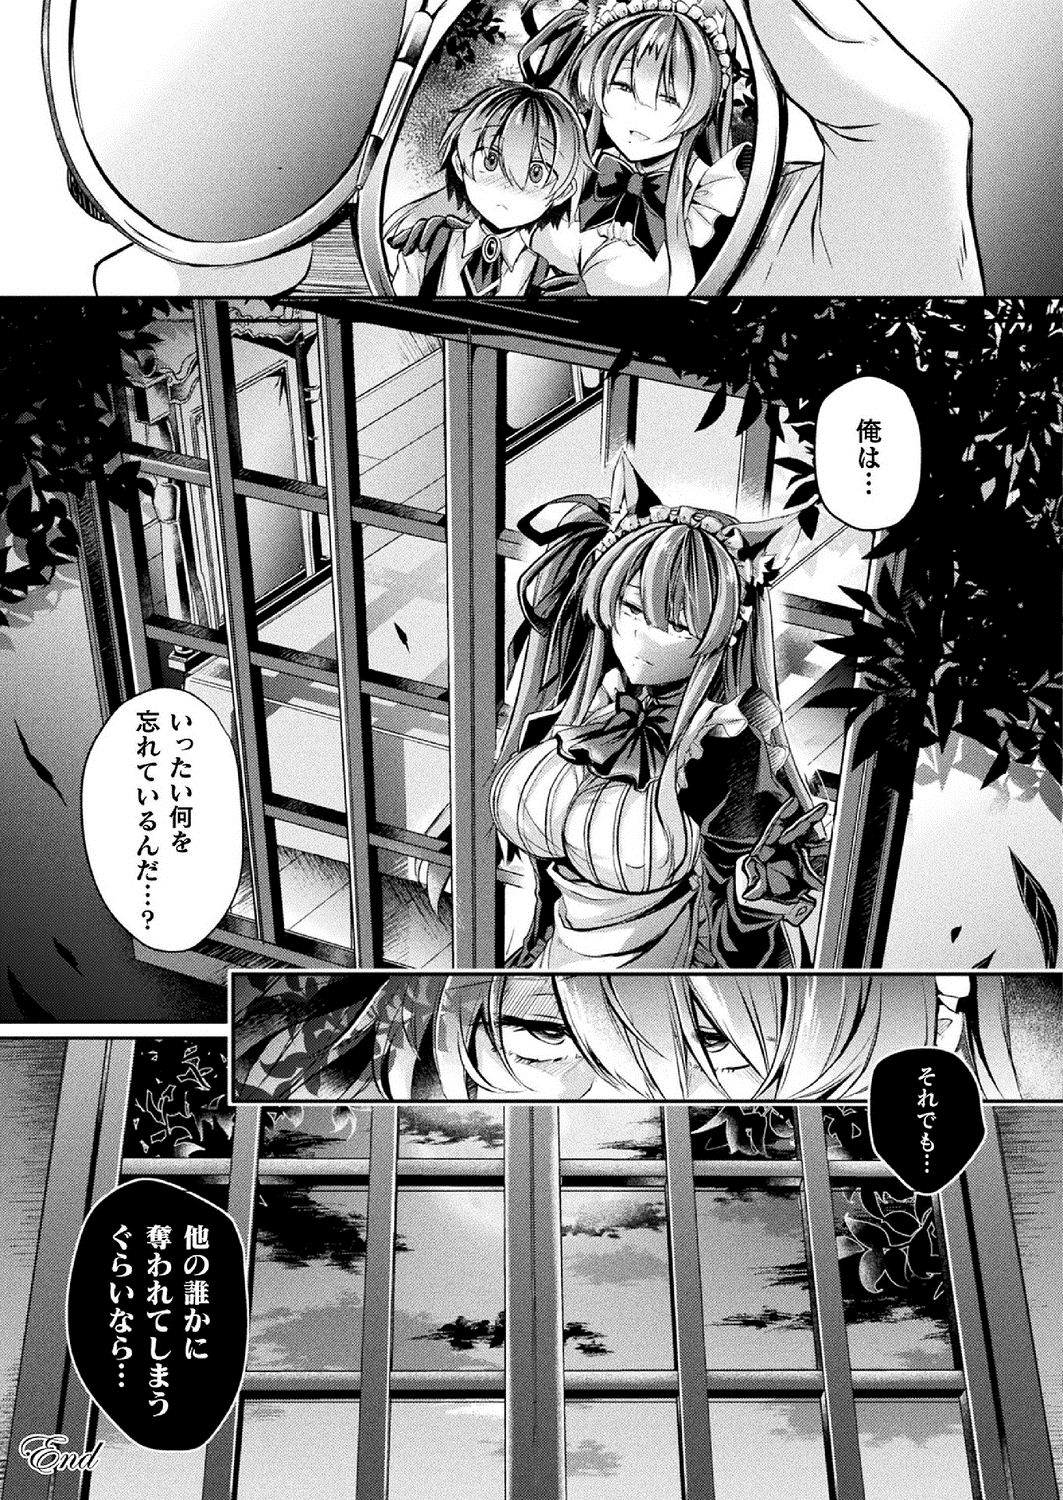 俺は…
いったい何を
忘れているんだ…？
それでも…
他の誰かに
奪われてしまう
ぐらいなら…
End